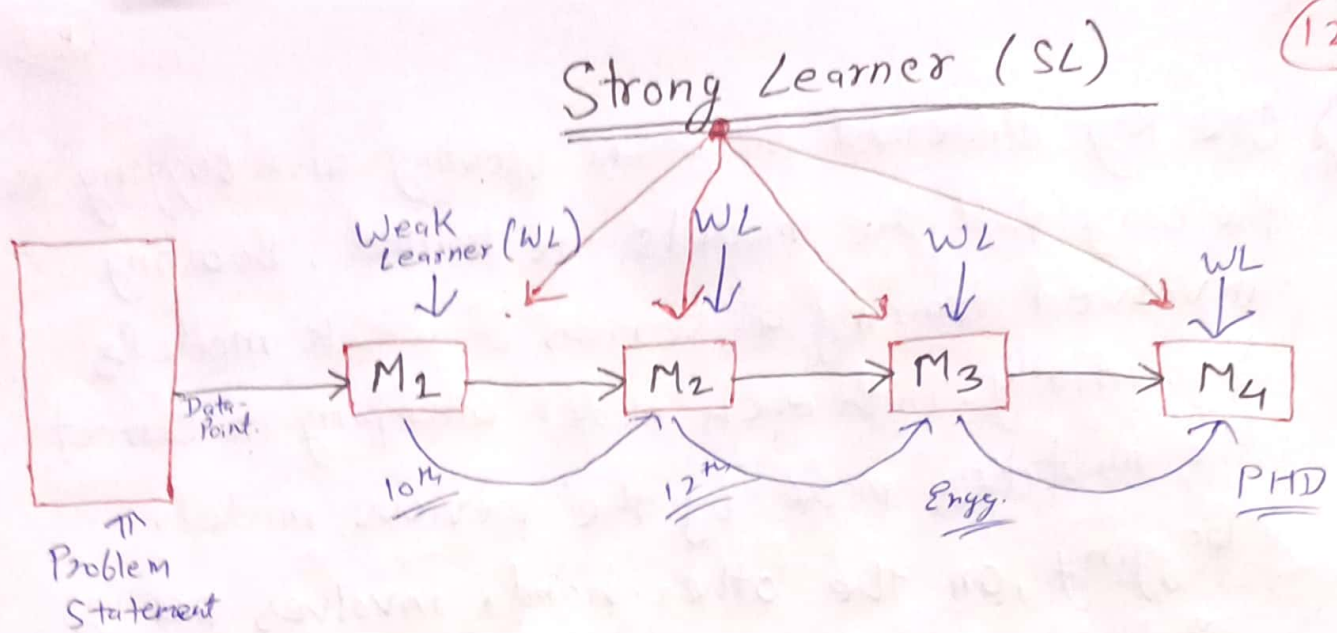 12
Strong Learner (SL)
Weak
Learner (WL)
WL
WL
WL
M1
M2
M3
M4
Data-
Point.
10th
12th
Engg.
PHD
Problem
Statement